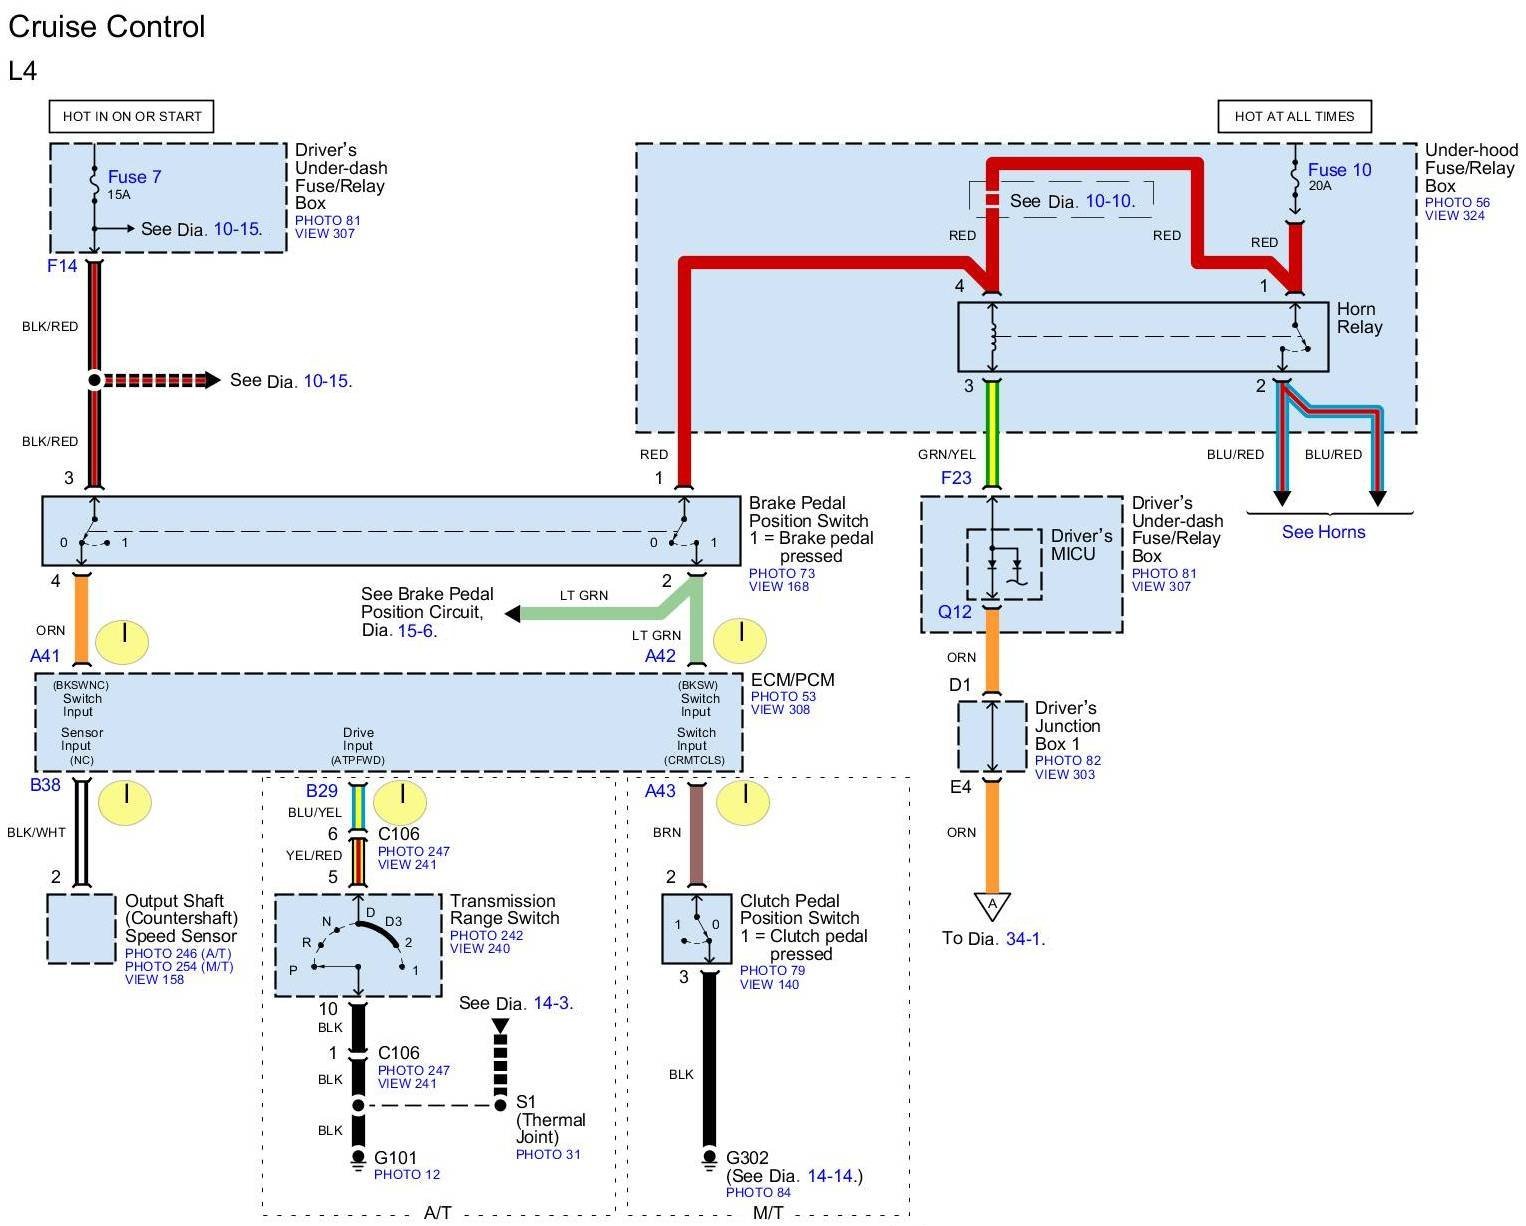 Cruise Control
L4
HOT IN ON OR START
HOT AT ALL TIMES
Fuse 7
15A
See Dia. 10-15.
Driver's
Under-dash
Fuse/Relay
Box
PHOTO 81
VIEW 307
F14
BLK/RED
See Dia. 10-15.
BLK/RED
3
See Dia. 10-10.
RED
RED
RED
Fuse 10
20A
Under-hood
Fuse/Relay
Box
PHOTO 56
VIEW 324
4
1
Horn
Relay
3
2
RED
1
GRN/YEL
F23
BLU/RED
BLU/RED
See Horns
0
1
0
1
Brake Pedal
Position Switch
1 = Brake pedal
pressed
PHOTO 73
VIEW 168
4
2
See Brake Pedal
Position Circuit,
Dia. 15-6.
LT GRN
LT GRN
ORN
A41
A42
Driver's
MICU
Driver's
Under-dash
Fuse/Relay
Box
PHOTO 81
VIEW 307
Q12
ORN
D1
(BKSWNC)
Switch
Input
Sensor
Input
(NC)
Drive
Input
(ATPFWD)
(BKSW)
Switch
Input
Switch
Input
(CRMTCLS)
ECM/PCM
PHOTO 53
VIEW 308
Driver's
Junction
Box 1
PHOTO 82
VIEW 303
E4
ORN
A
To Dia. 34-1.
B38
BLK/WHT
2
Output Shaft
(Countershaft)
Speed Sensor
PHOTO 246 (A/T)
PHOTO 254 (M/T)
VIEW 158
B29
BLU/YEL
6
C106
PHOTO 247
VIEW 241
YEL/RED
5
P
R
N
D
D3
2
1
Transmission
Range Switch
PHOTO 242
VIEW 240
10
BLK
1
C106
PHOTO 247
VIEW 241
BLK
See Dia. 14-3.
S1
(Thermal
Joint)
PHOTO 31
BLK
G101
PHOTO 12
A/T
A43
BRN
2
1
0
Clutch Pedal
Position Switch
1 = Clutch pedal
pressed
PHOTO 79
VIEW 140
3
BLK
G302
(See Dia. 14-14.)
PHOTO 84
M/T